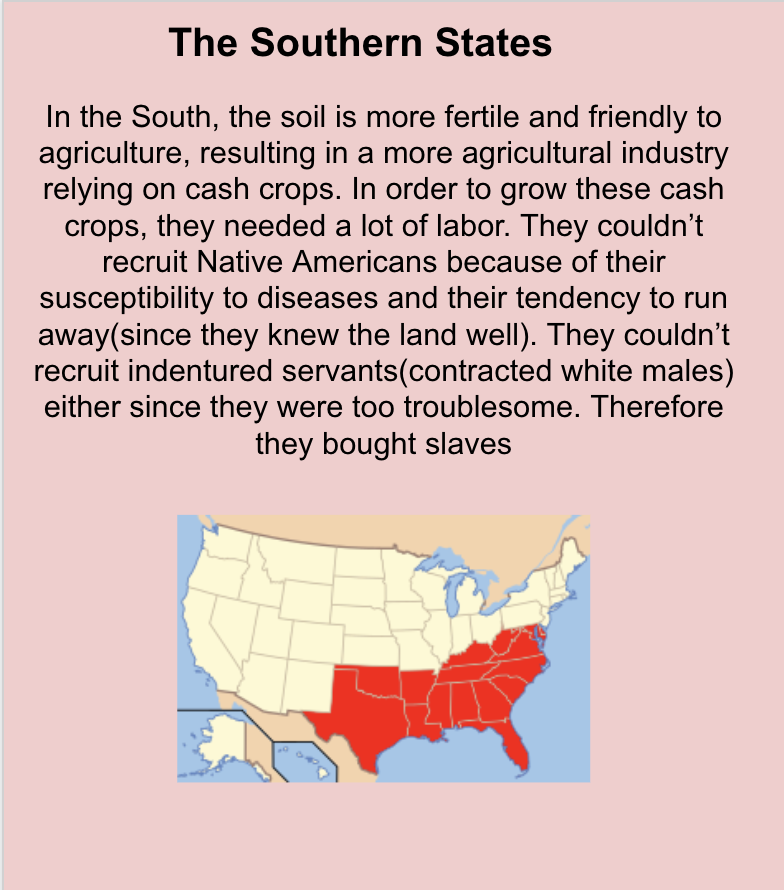 The Southern States
In the South, the soil is more fertile and friendly to
agriculture, resulting in a more agricultural industry
relying on cash crops. In order to grow these cash
crops, they needed a lot of labor. They couldn’t
recruit Native Americans because of their
susceptibility to diseases and their tendency to run
away(since they knew the land well). They couldn’t
recruit indentured servants(contracted white males)
either since they were too troublesome. Therefore
they bought slaves